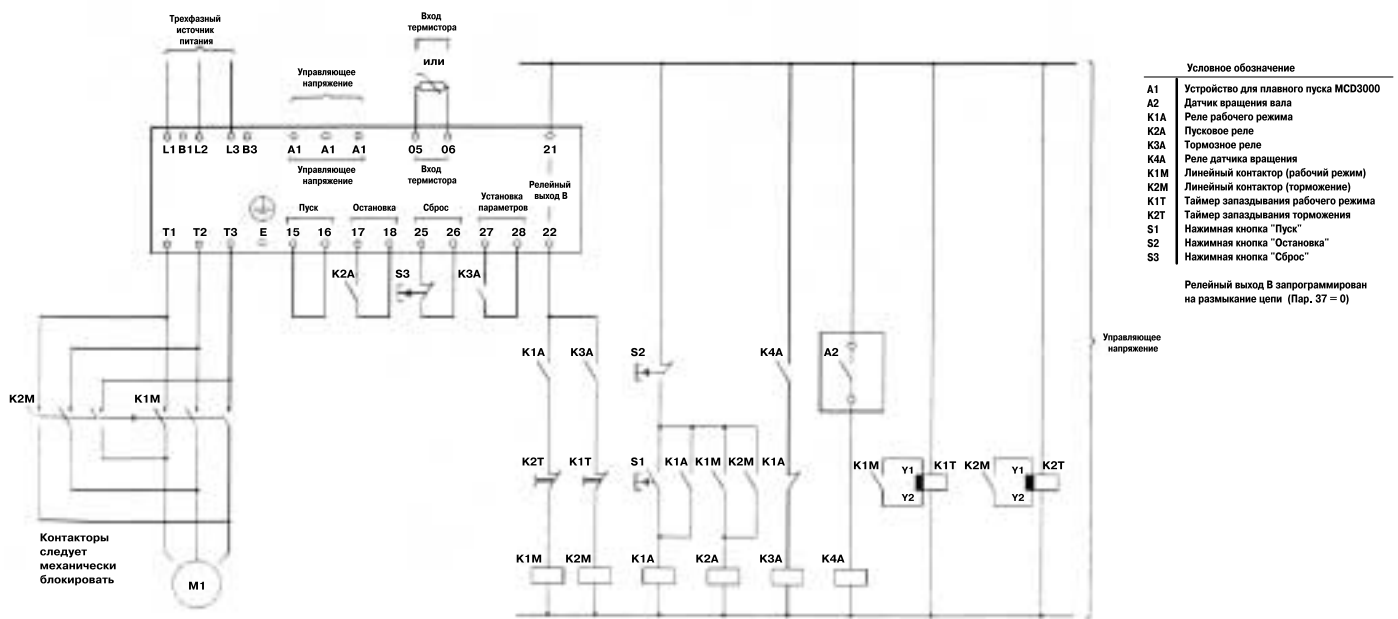 Трехфазный
источник
питания
Вход
термистора
или
Управляющее
напряжение
L1 B1 L2 L3 B3 A1 A1 A1 05 06 21
Управляющее
напряжение
Вход
термистора
Релейный
выход B
Пуск Остановка Сброс
Установка
параметров
T1 T2 T3 E 15 16 17 18 25 26 27 28 22
K2A S3 K3A
K1A K3A S2 K4A A2
K2M K1M
K2T K1T S1 K1A K1M K2M K1A K1M Y1 K1T K2M Y1 K2T
Y2 Y2
Контакторы
следует
механически
блокировать
M1
K1M K2M K1A K2A K3A K4A
Управляющее
напряжение
Условное обозначение
A1 Устройство для плавного пуска MCD3000
A2 Датчик вращения вала
K1A Реле рабочего режима
K2A Пусковое реле
K3A Тормозное реле
K4A Реле датчика вращения
K1M Линейный контактор (рабочий режим)
K2M Линейный контактор (торможение)
K1T Таймер запаздывания рабочего режима
K2T Таймер запаздывания торможения
S1 Нажимная кнопка "Пуск"
S2 Нажимная кнопка "Остановка"
S3 Нажимная кнопка "Сброс"
Релейный выход B запрограммирован
на размыкание цепи (Пар. 37 = 0)